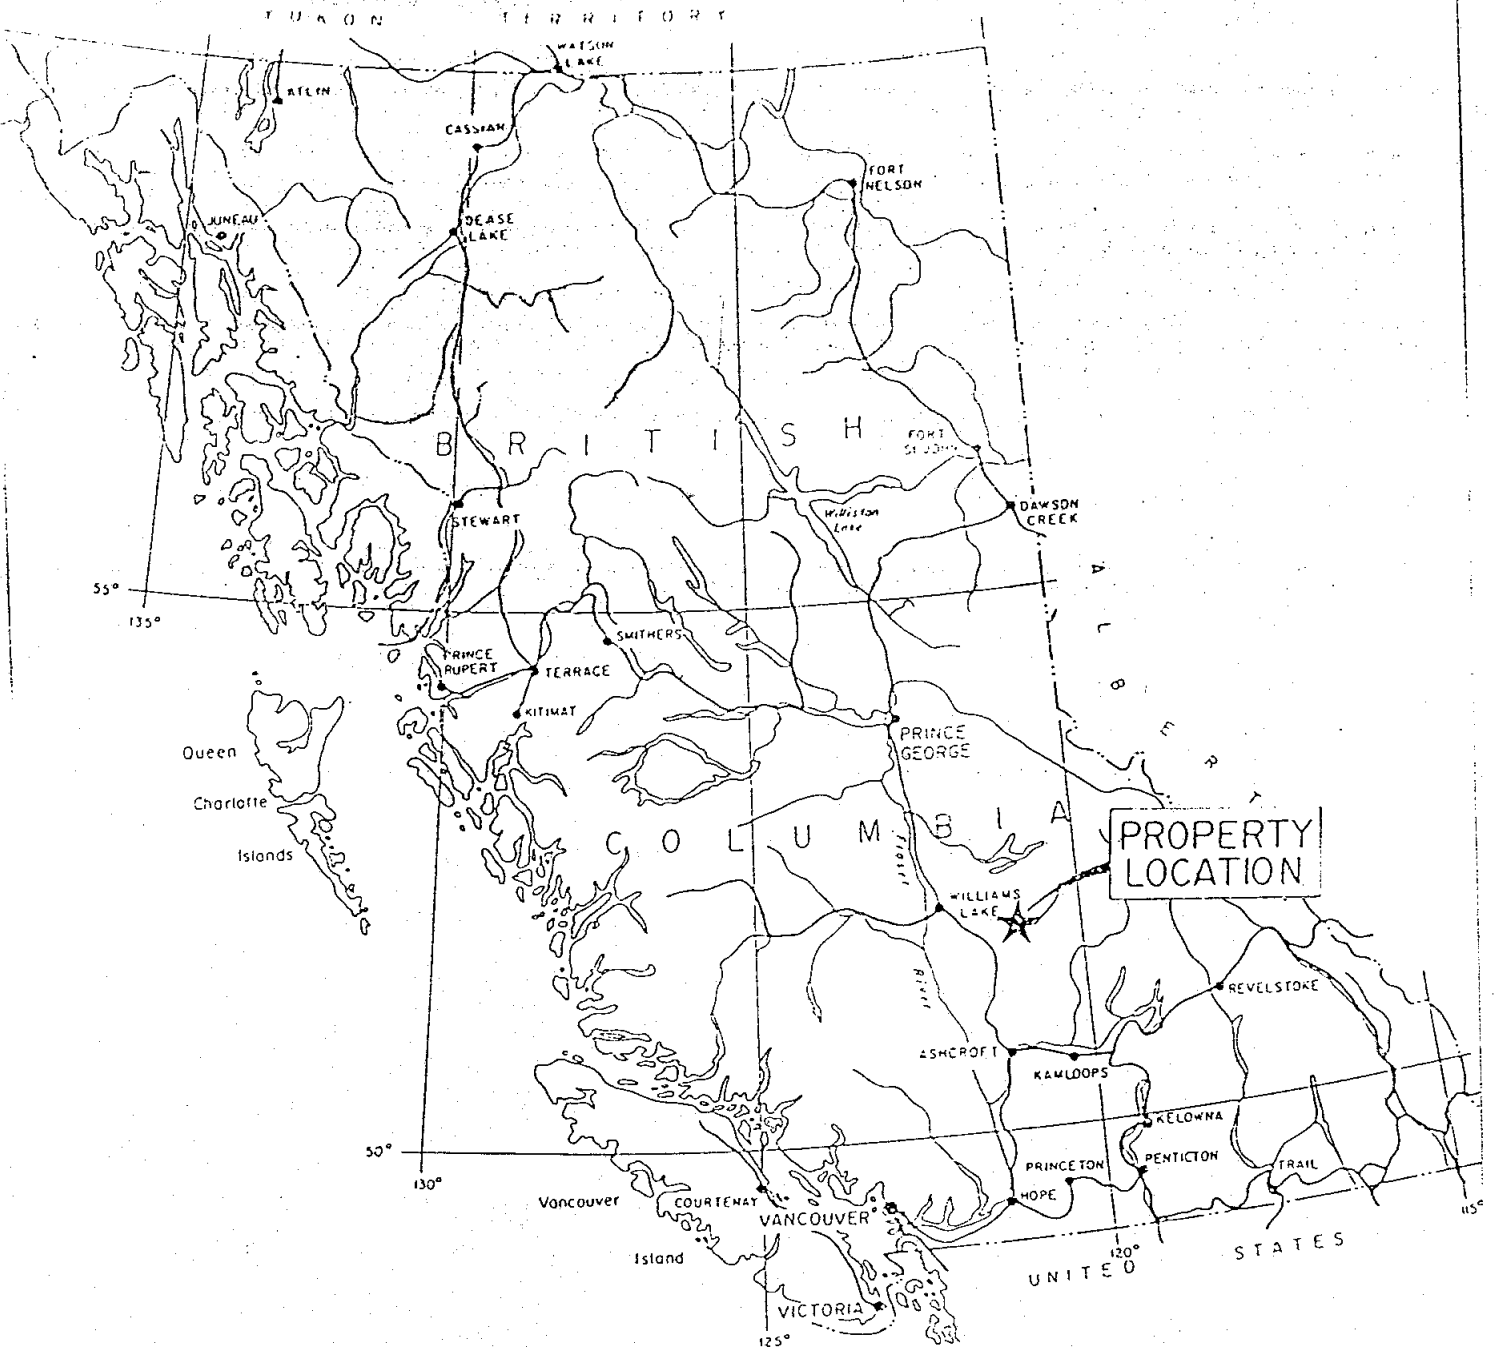 YUKON TERRITORY
WATSON
LAKE
ATLIN
CASSIAR
FORT
NELSON
JUNEAU
DEASE
LAKE
BRITISH
FORT
ST JOHN
STEWART
Williston
Lake
DAWSON
CREEK
55°
135°
ALBERT
SMITHERS
PRINCE
RUPERT
TERRACE
KITIMAT
PRINCE
GEORGE
Queen
Charlotte
Islands
COLUMBIA
PROPERTY
LOCATION
Fraser
River
WILLIAMS
LAKE
REVELSTOKE
ASHCROFT
KAMLOOPS
KELOWNA
50°
130°
PRINCETON
PENTICTON
TRAIL
HOPE
Vancouver
Island
COURTENAY
VANCOUVER
VICTORIA
125°
120°
115°
UNITED STATES